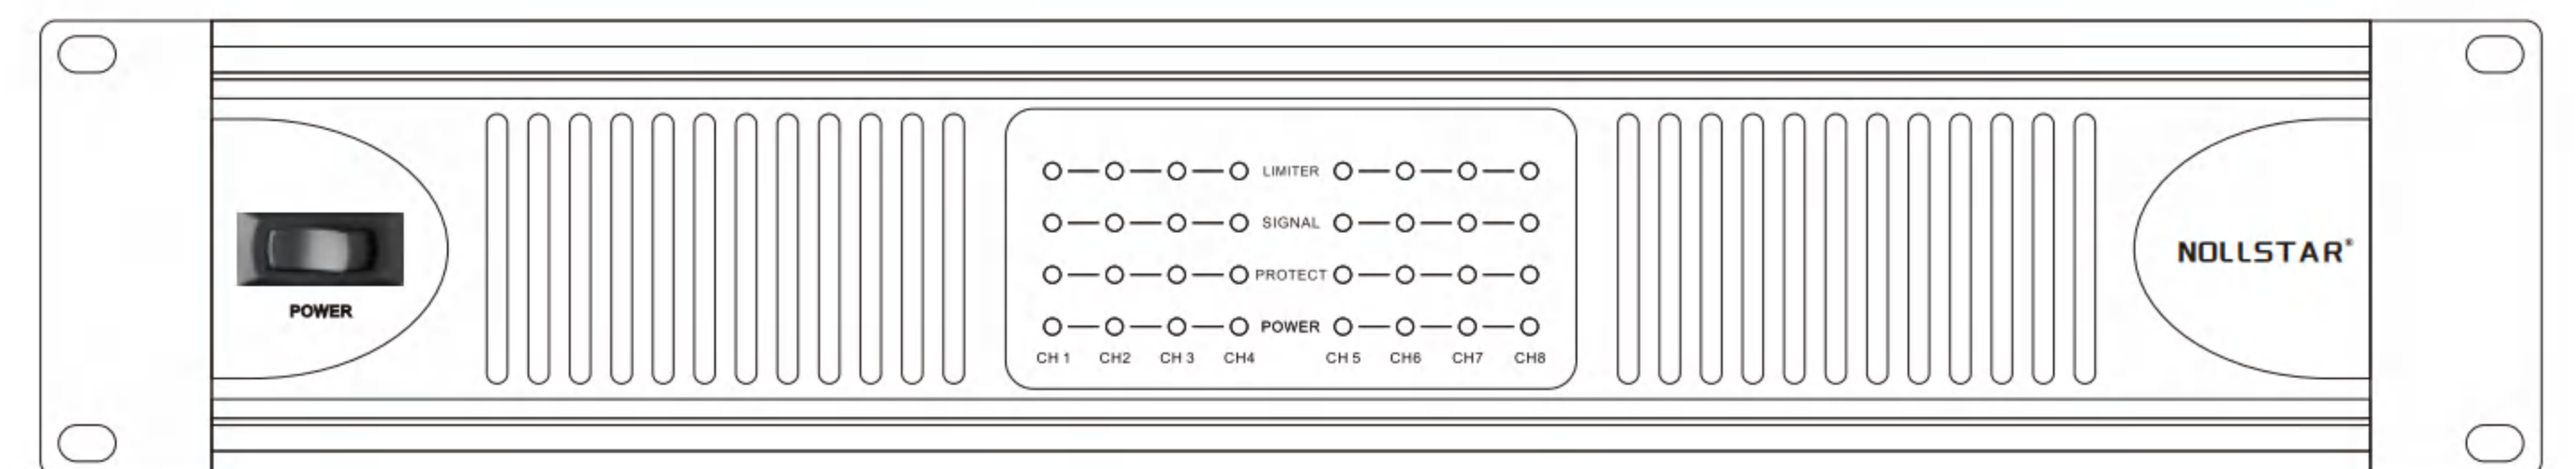 LIMITER
SIGNAL
PROTECT
POWER
CH 1 CH2 CH 3 CH4 CH 5 CH6 CH7 CH8
POWER
NOLLSTAR®